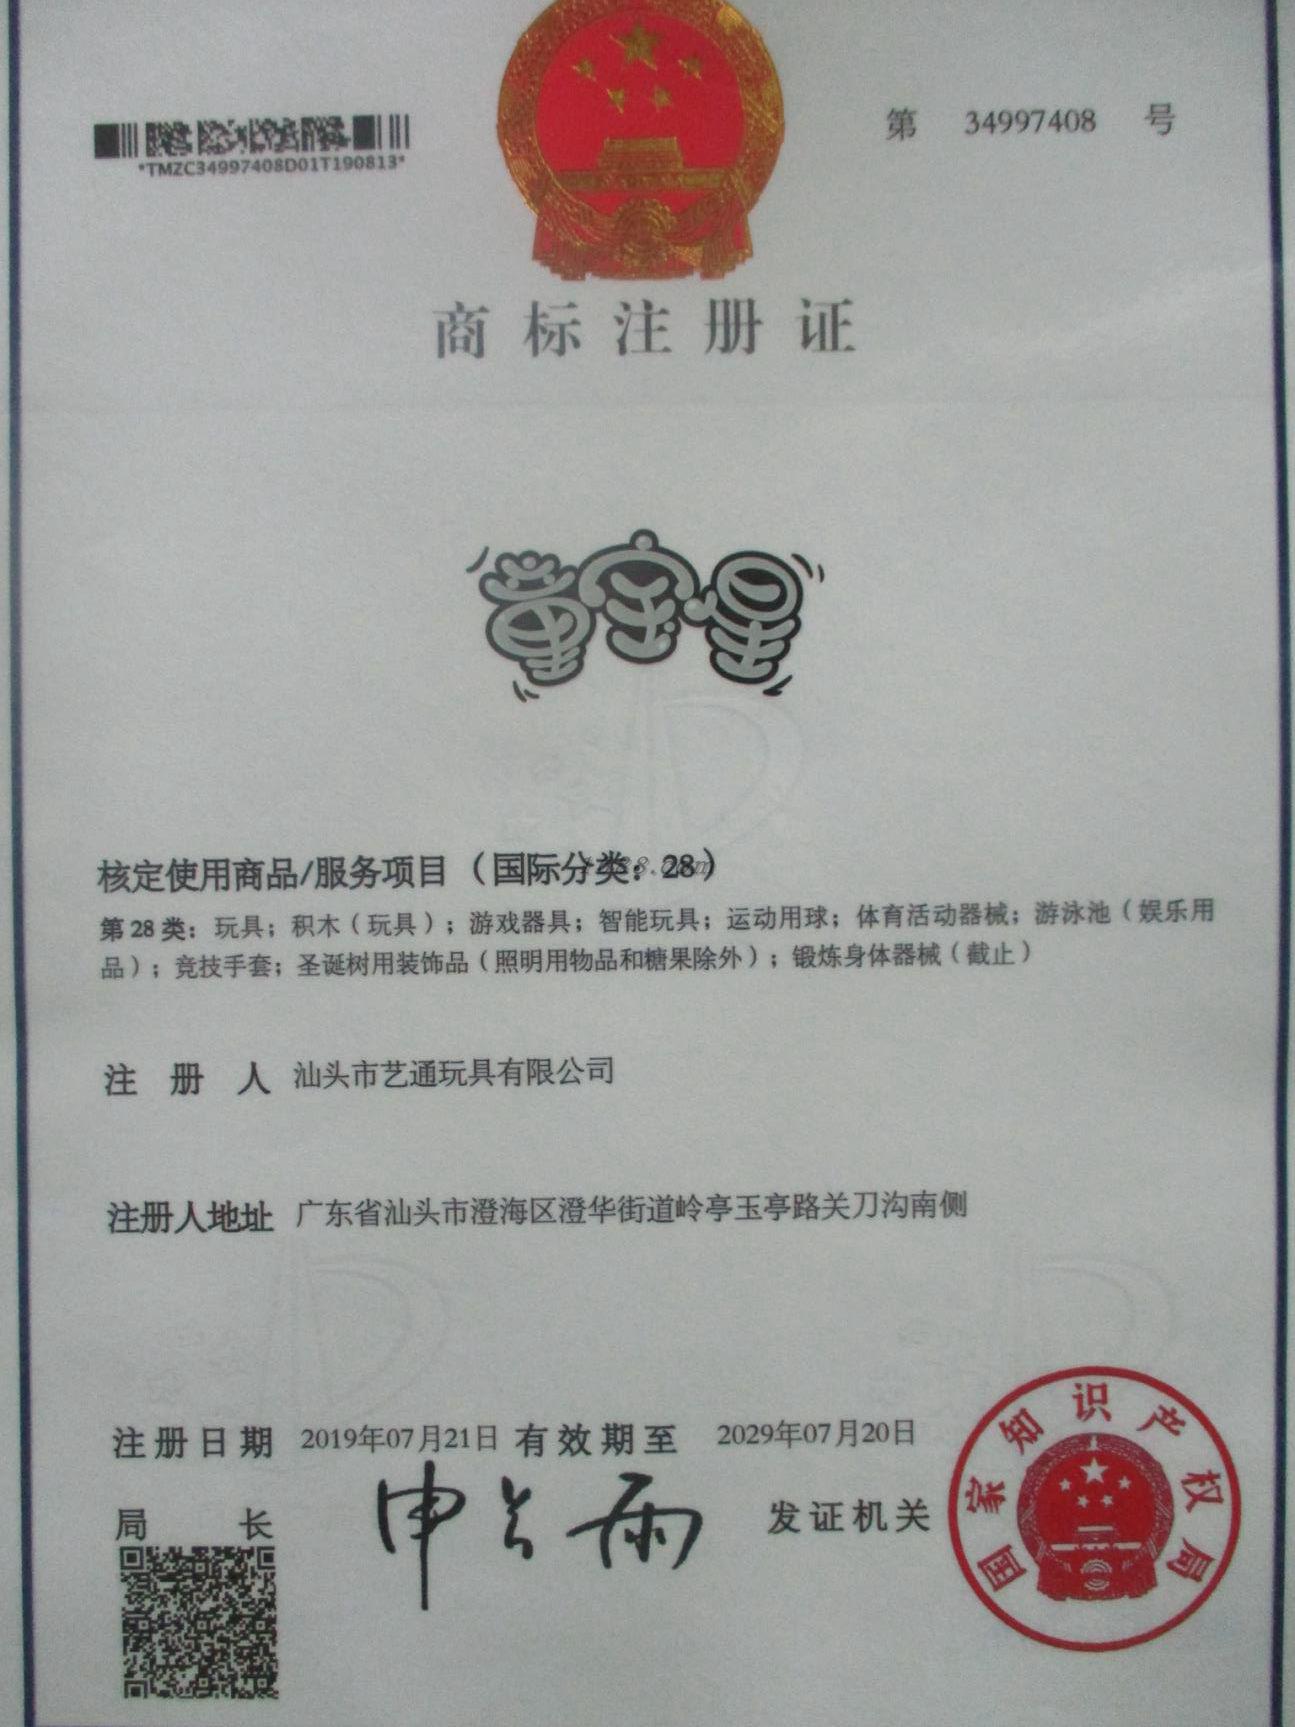 第 34997408 号
*TMZC34997408D01T190813*
商标注册证
童宝星
核定使用商品/服务项目（国际分类：28）
第 28 类：玩具；积木（玩具）；游戏器具；智能玩具；运动用球；体育活动器械；游泳池（娱乐用
品）；竞技手套；圣诞树用装饰品（照明用物品和糖果除外）；锻炼身体器械（截止）
注册人 汕头市艺通玩具有限公司
注册人地址 广东省汕头市澄海区澄华街道岭亭玉亭路关刀沟南侧
注册日期 2019年07月21日 有效期至 2029年07月20日
局长 申长雨 发证机关
国家知识产权局